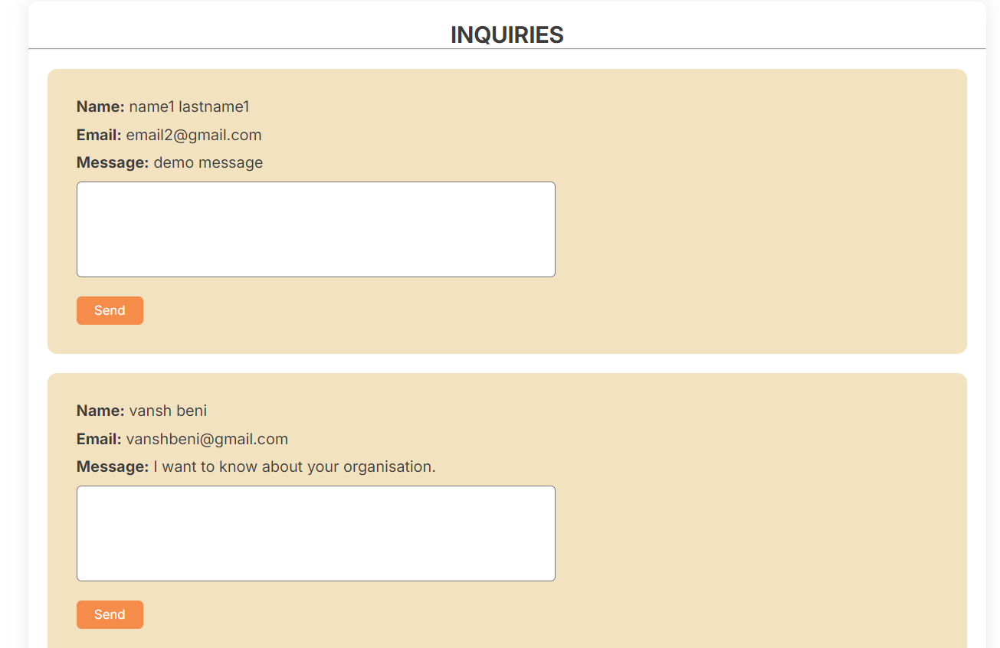 INQUIRIES
Name: name1 lastname1
Email: email2@gmail.com
Message: demo message
Send
Name: vansh beni
Email: vanshbeni@gmail.com
Message: I want to know about your organisation.
Send